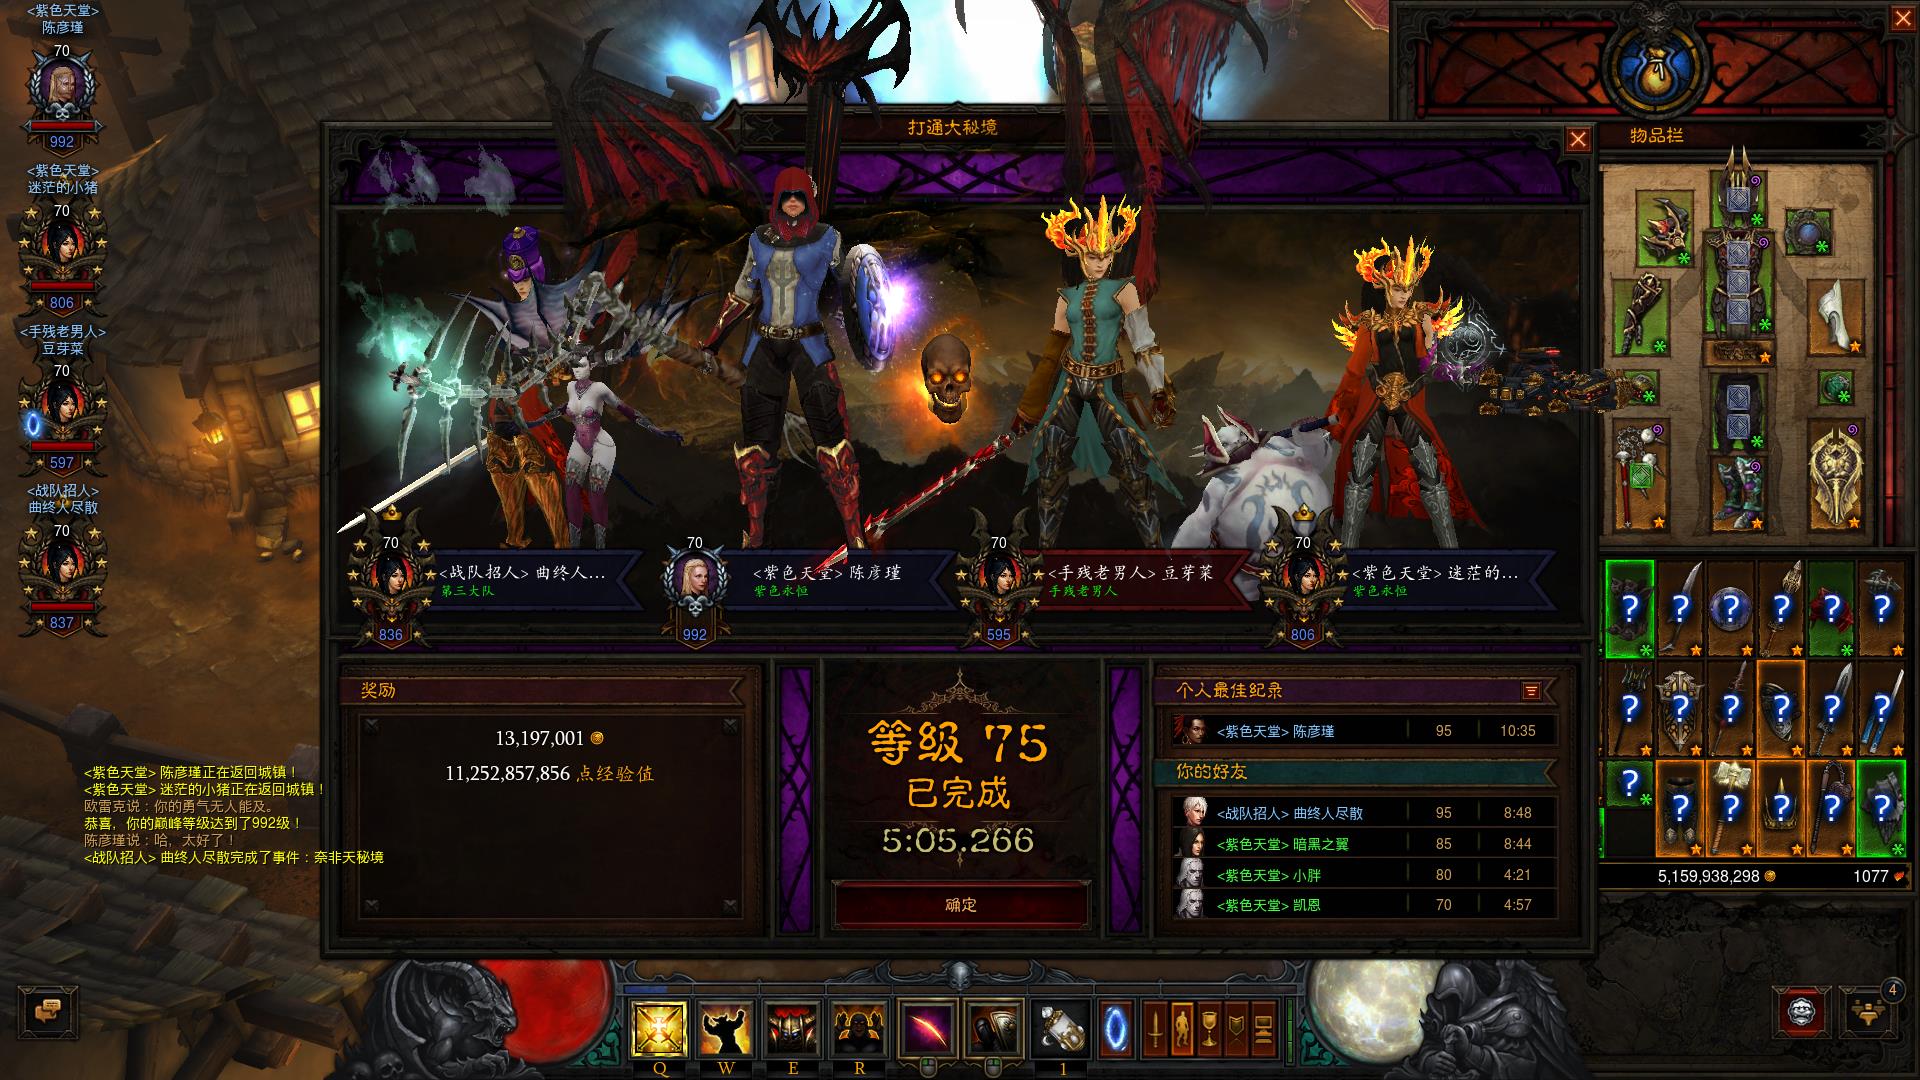 <紫色天堂>
陈彦瑾
70
992
<紫色天堂>
迷茫的小猪
70
806
<手残老男人>
豆芽菜
70
597
<战队招人>
曲终人尽散
70
837
打通大秘境
物品栏
70
<战队招人> 曲终人...
第三大队
836
70
<紫色天堂> 陈彦瑾
紫色永恒
992
70
<手残老男人> 豆芽菜
手残老男人
595
70
<紫色天堂> 迷茫的...
紫色永恒
806
奖励
13,197,001
11,252,857,856 点经验值
等级 75
已完成
5:05.266
确定
个人最佳纪录
<紫色天堂> 陈彦瑾 95 10:35
你的好友
<战队招人> 曲终人尽散 95 8:48
<紫色天堂> 暗黑之翼 85 8:44
<紫色天堂> 小胖 80 4:21
<紫色天堂> 凯恩 70 4:57
? ? ? ? ? ?
? ? ? ? ? ?
? ? ? ? ? ?
5,159,938,298 1077
<紫色天堂> 陈彦瑾正在返回城镇！
<紫色天堂> 迷茫的小猪正在返回城镇！
欧雷克说：你的勇气无人能及。
恭喜，你的巅峰等级达到了992级！
陈彦瑾说：哈，太好了！
<战队招人> 曲终人尽散完成了事件：奈非天秘境
Q W E R 1
4